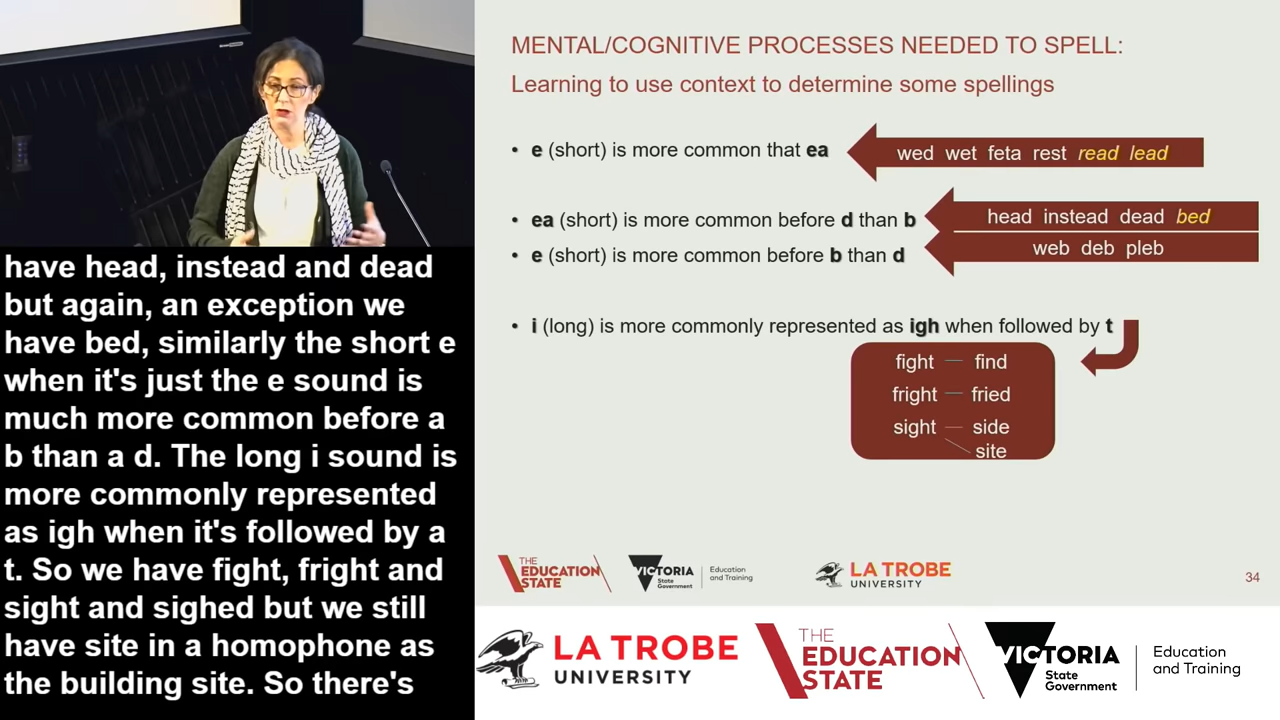 have head, instead and dead
but again, an exception we
have bed, similarly the short e
when it's just the e sound is
much more common before a
b than a d. The long i sound is
more commonly represented
as igh when it's followed by a
t. So we have fight, fright and
sight and sighed but we still
have site in a homophone as
the building site. So there's
MENTAL/COGNITIVE PROCESSES NEEDED TO SPELL:
Learning to use context to determine some spellings
• e (short) is more common that ea
wed wet feta rest read lead
• ea (short) is more common before d than b
head instead dead bed
• e (short) is more common before b than d
web deb pleb
• i (long) is more commonly represented as igh when followed by t
fight — find
fright — fried
sight — side
site
THE
EDUCATION
STATE
VICTORIA
State
Government
Education
and Training
LA TROBE
UNIVERSITY
34
LA TROBE
UNIVERSITY
THE
EDUCATION
STATE
VICTORIA
State
Government
Education
and Training